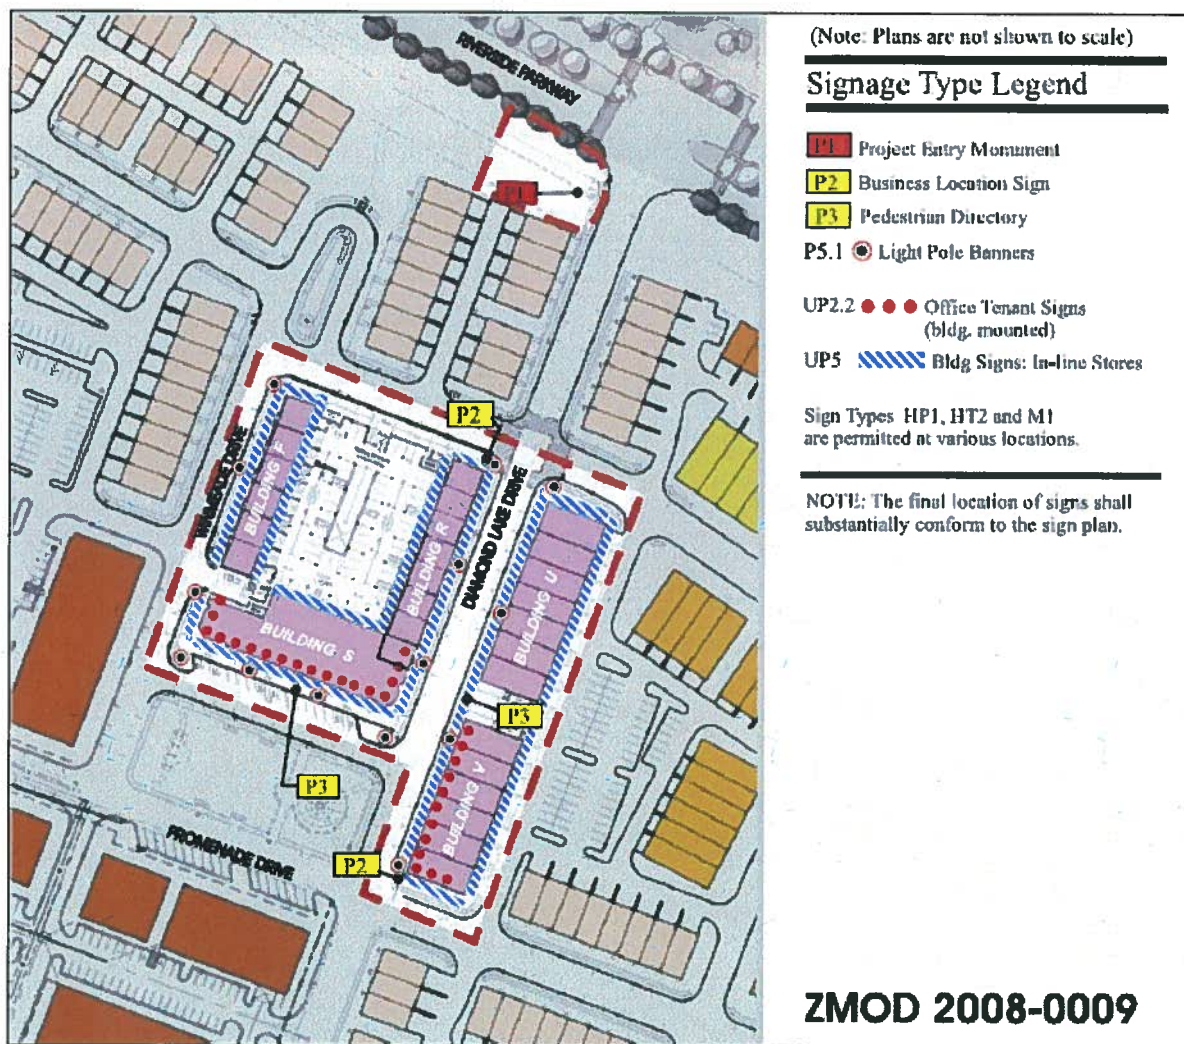 (Note: Plans are not shown to scale)
Signage Type Legend
P1 Project Entry Monument
P2 Business Location Sign
P3 Pedestrian Directory
P5.1 Light Pole Banners
UP2.2 Office Tenant Signs
(bldg. mounted)
UP5 Bldg Signs: In-line Stores
Sign Types HP1, HT2 and M1
are permitted at various locations.
NOTE: The final location of signs shall
substantially conform to the sign plan.
ZMOD 2008-0009
RIVERSIDE PARKWAY
P1
P2
DRIVE
BUILDING F
BUILDING R
DIAMOND LAKE DRIVE
BUILDING U
BUILDING S
P3
P3
BUILDING V
PROMENADE DRIVE
P2